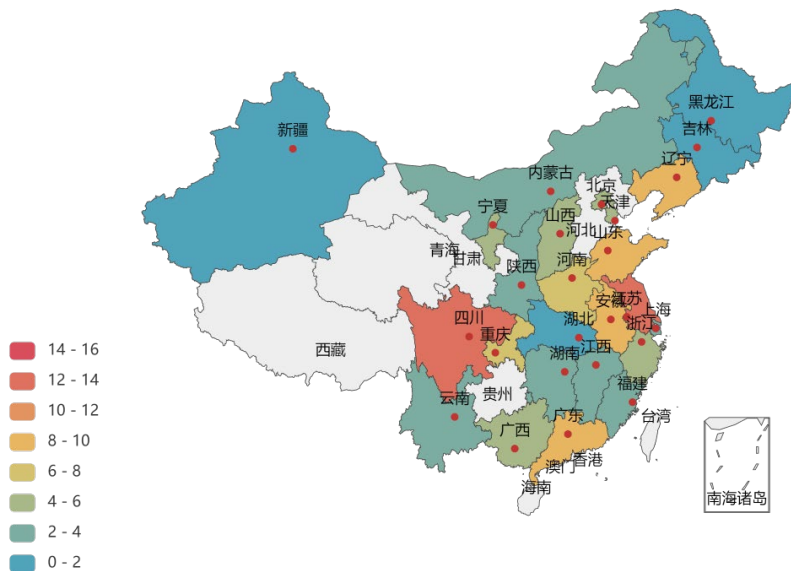 黑龙江
新疆
吉林
辽宁
内蒙古
北京
天津
宁夏
山西
河北
山东
青海
甘肃
陕西
河南
江苏
安徽
上海
四川
湖北
浙江
重庆
西藏
湖南
江西
贵州
福建
云南
台湾
广西
广东
香港
澳门
海南
南海诸岛
14 - 16
12 - 14
10 - 12
8 - 10
6 - 8
4 - 6
2 - 4
0 - 2